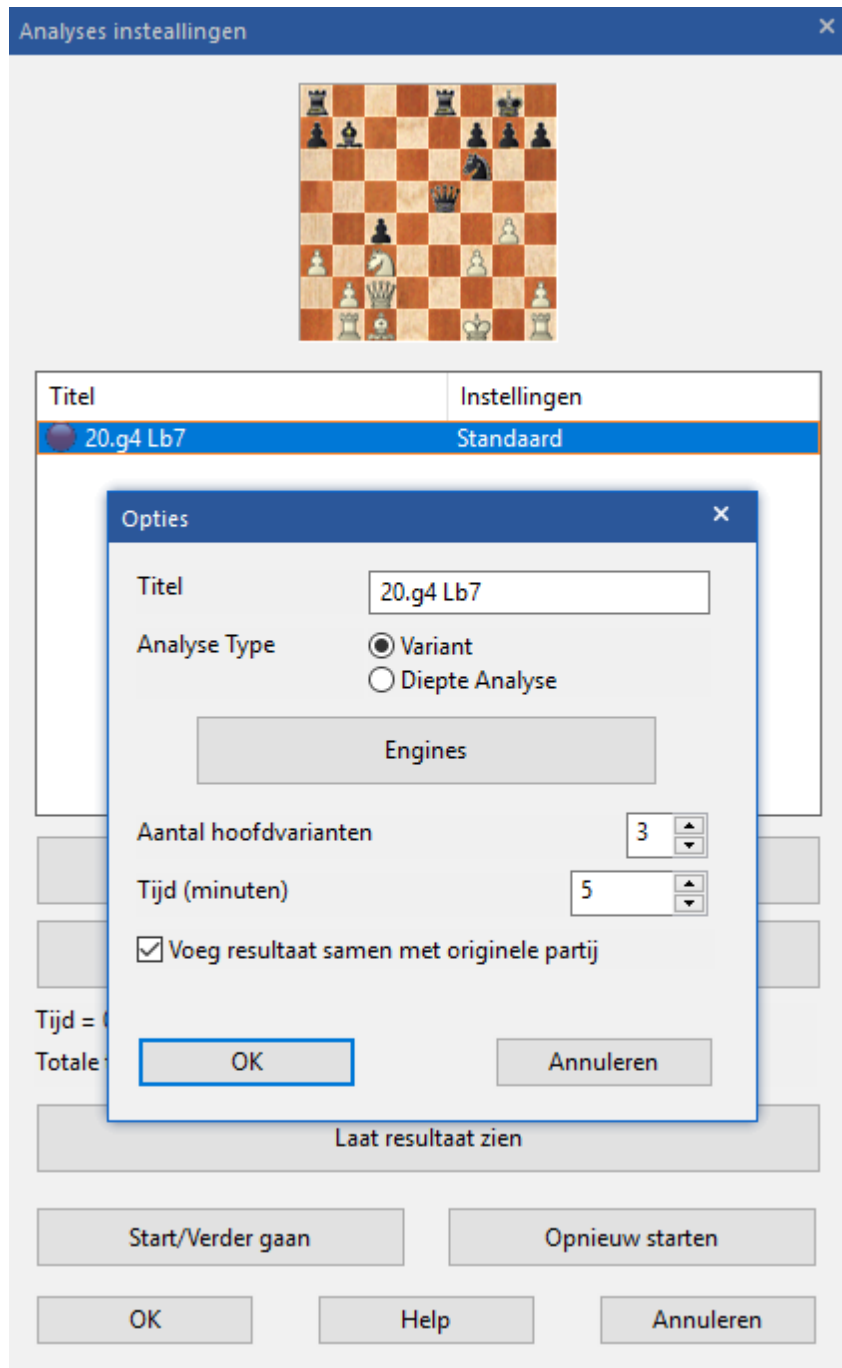 Analyses insteallingen
Titel Instellingen
20.g4 Lb7 Standaard
Opties
Titel 20.g4 Lb7
Analyse Type Variant
Diepte Analyse
Engines
Aantal hoofdvarianten 3
Tijd (minuten) 5
Voeg resultaat samen met originele partij
Tijd =
Totale
OK Annuleren
Laat resultaat zien
Start/Verder gaan Opnieuw starten
OK Help Annuleren